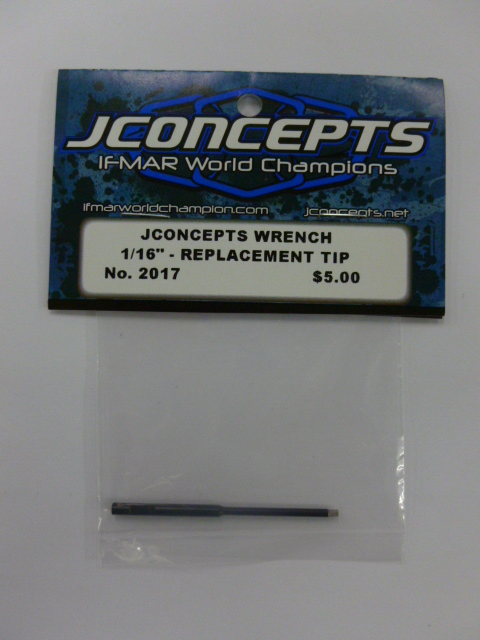 JCONCEPTS
IFMAR World Champions
ifmarworldchampion.com jconcepts.net
JCONCEPTS WRENCH
1/16" - REPLACEMENT TIP
No. 2017 $5.00